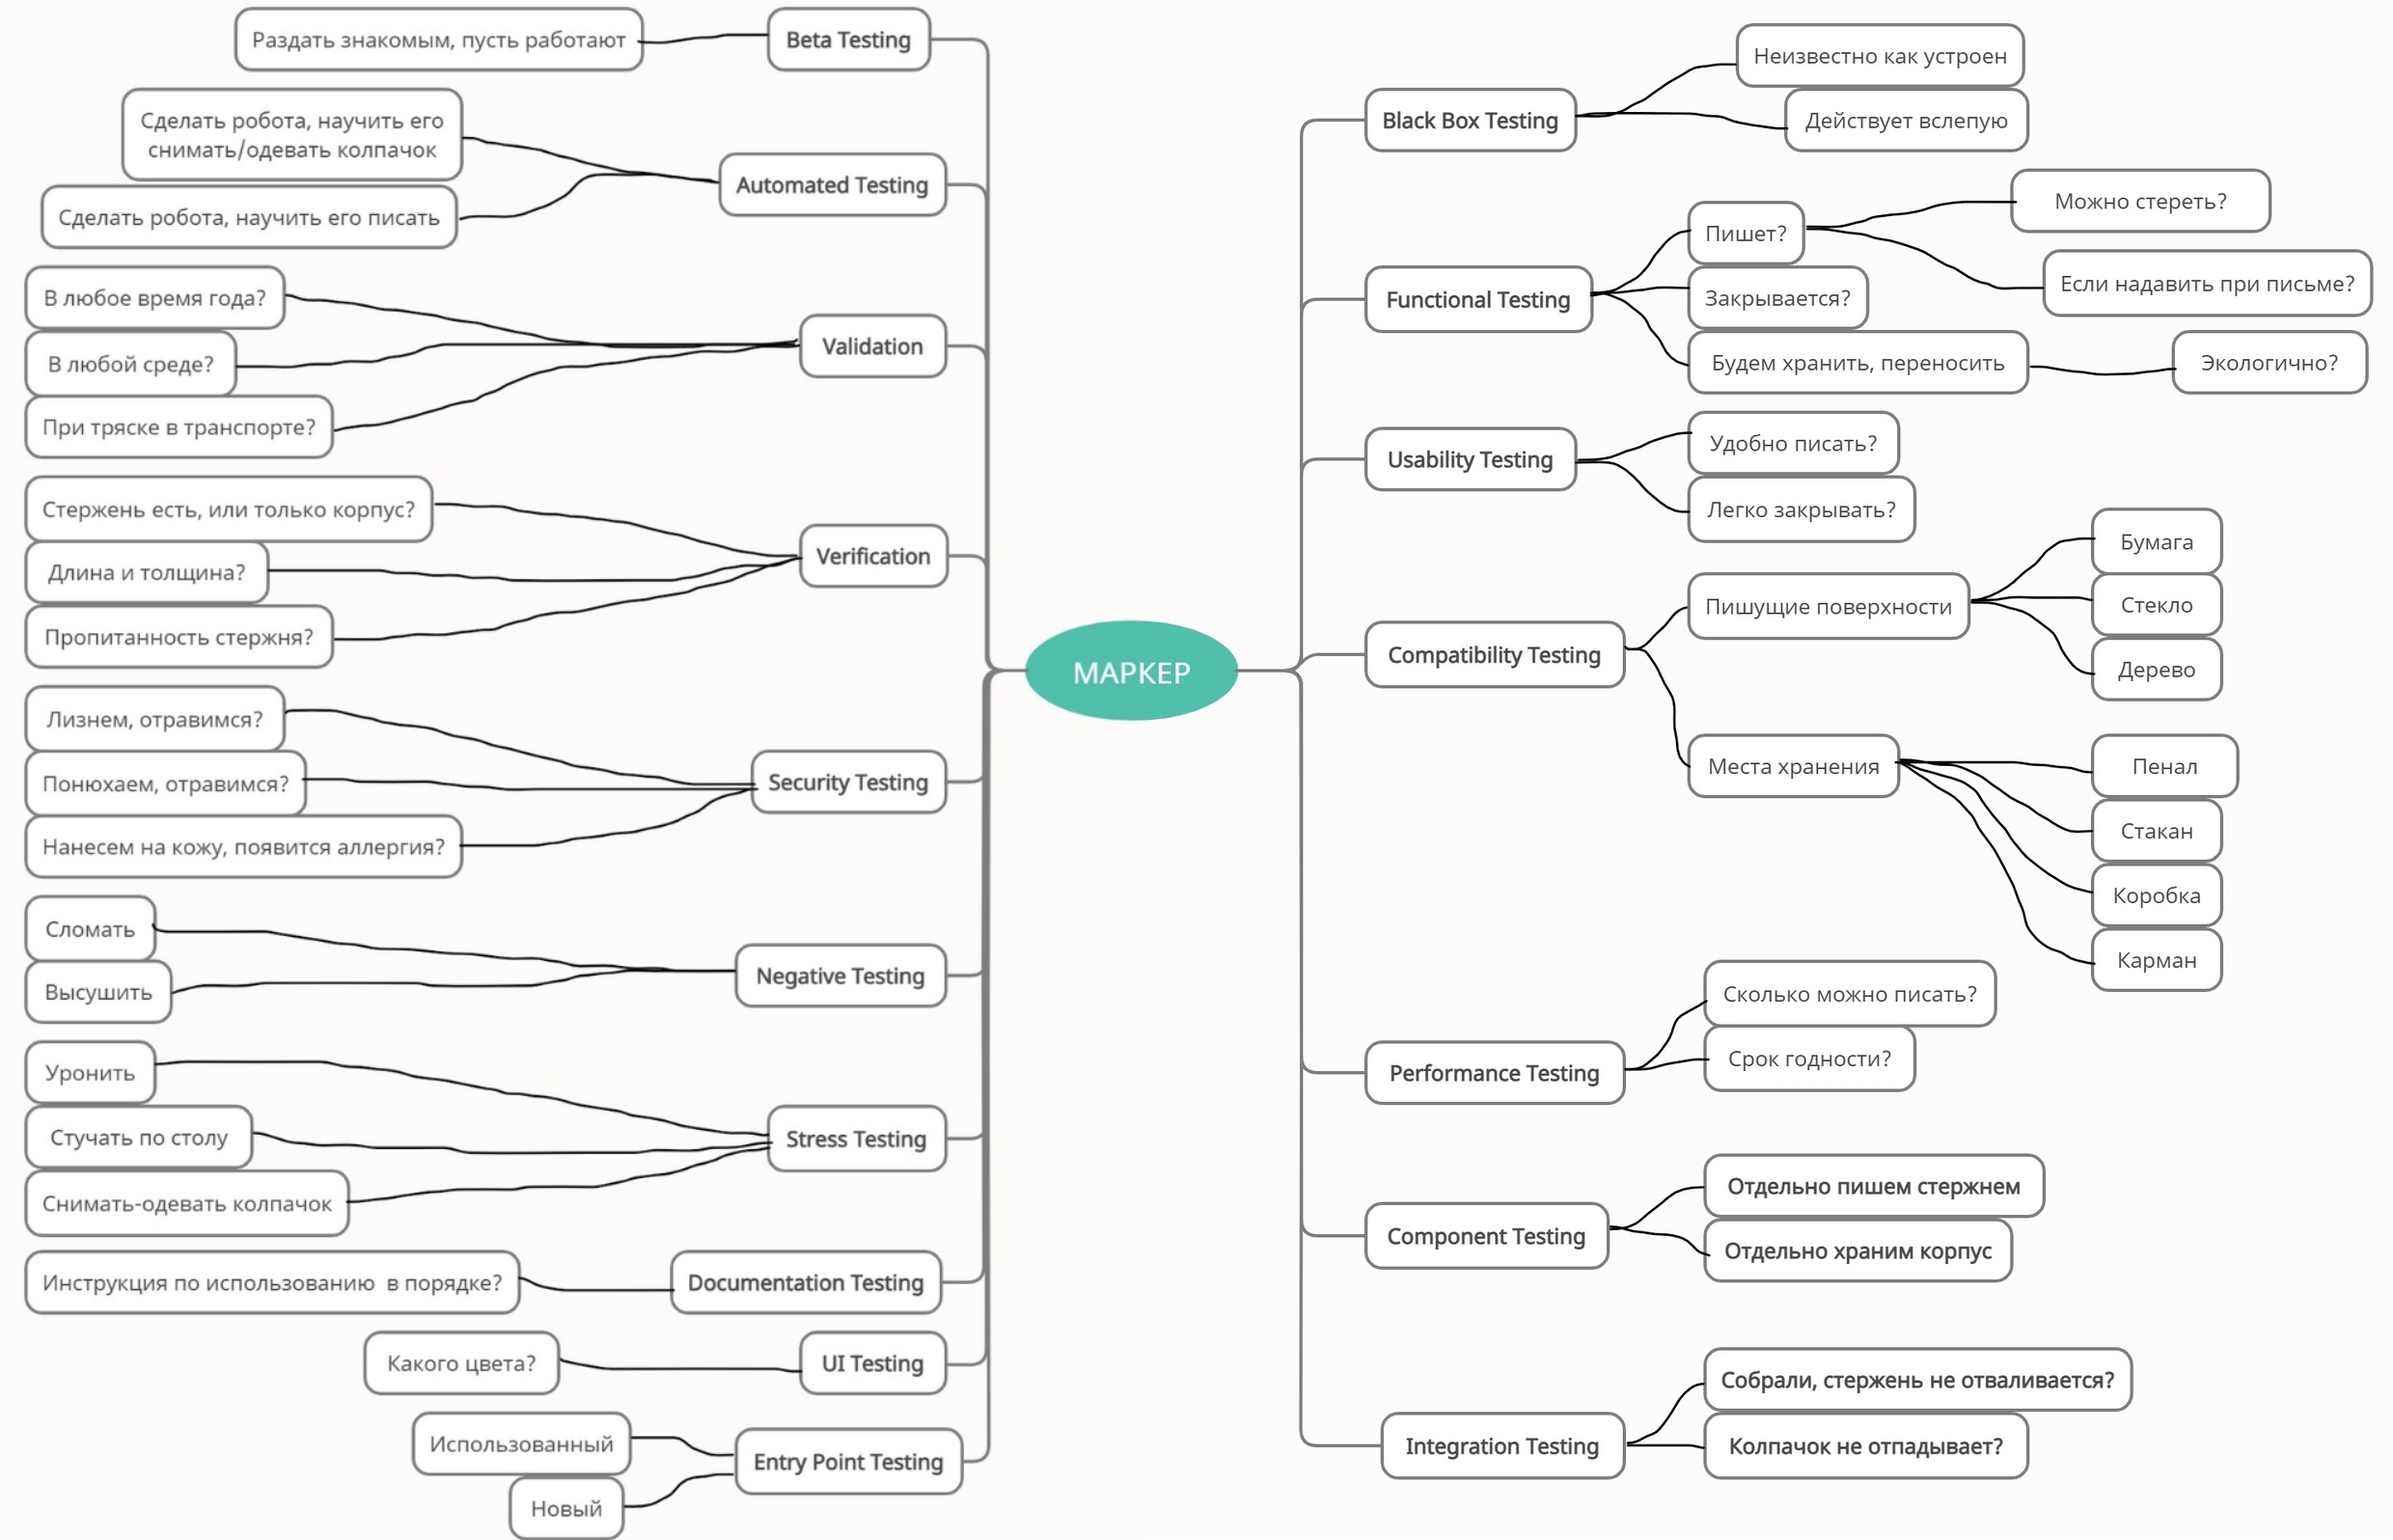 МАРКЕР
Beta Testing
Раздать знакомым, пусть работают
Automated Testing
Сделать робота, научить его
снимать/одевать колпачок
Сделать робота, научить его писать
Validation
В любое время года?
В любой среде?
При тряске в транспорте?
Verification
Стержень есть, или только корпус?
Длина и толщина?
Пропитанность стержня?
Security Testing
Лизнем, отравимся?
Понюхаем, отравимся?
Нанесем на кожу, появится аллергия?
Negative Testing
Сломать
Высушить
Stress Testing
Уронить
Стучать по столу
Снимать-одевать колпачок
Documentation Testing
Инструкция по использованию  в порядке?
UI Testing
Какого цвета?
Entry Point Testing
Использованный
Новый
Black Box Testing
Неизвестно как устроен
Действует вслепую
Functional Testing
Пишет?
Можно стереть?
Если надавить при письме?
Закрывается?
Будем хранить, переносить
Экологично?
Usability Testing
Удобно писать?
Легко закрывать?
Compatibility Testing
Пишущие поверхности
Бумага
Стекло
Дерево
Места хранения
Пенал
Стакан
Коробка
Карман
Performance Testing
Сколько можно писать?
Срок годности?
Component Testing
Отдельно пишем стержнем
Отдельно храним корпус
Integration Testing
Собрали, стержень не отваливается?
Колпачок не отпадывает?